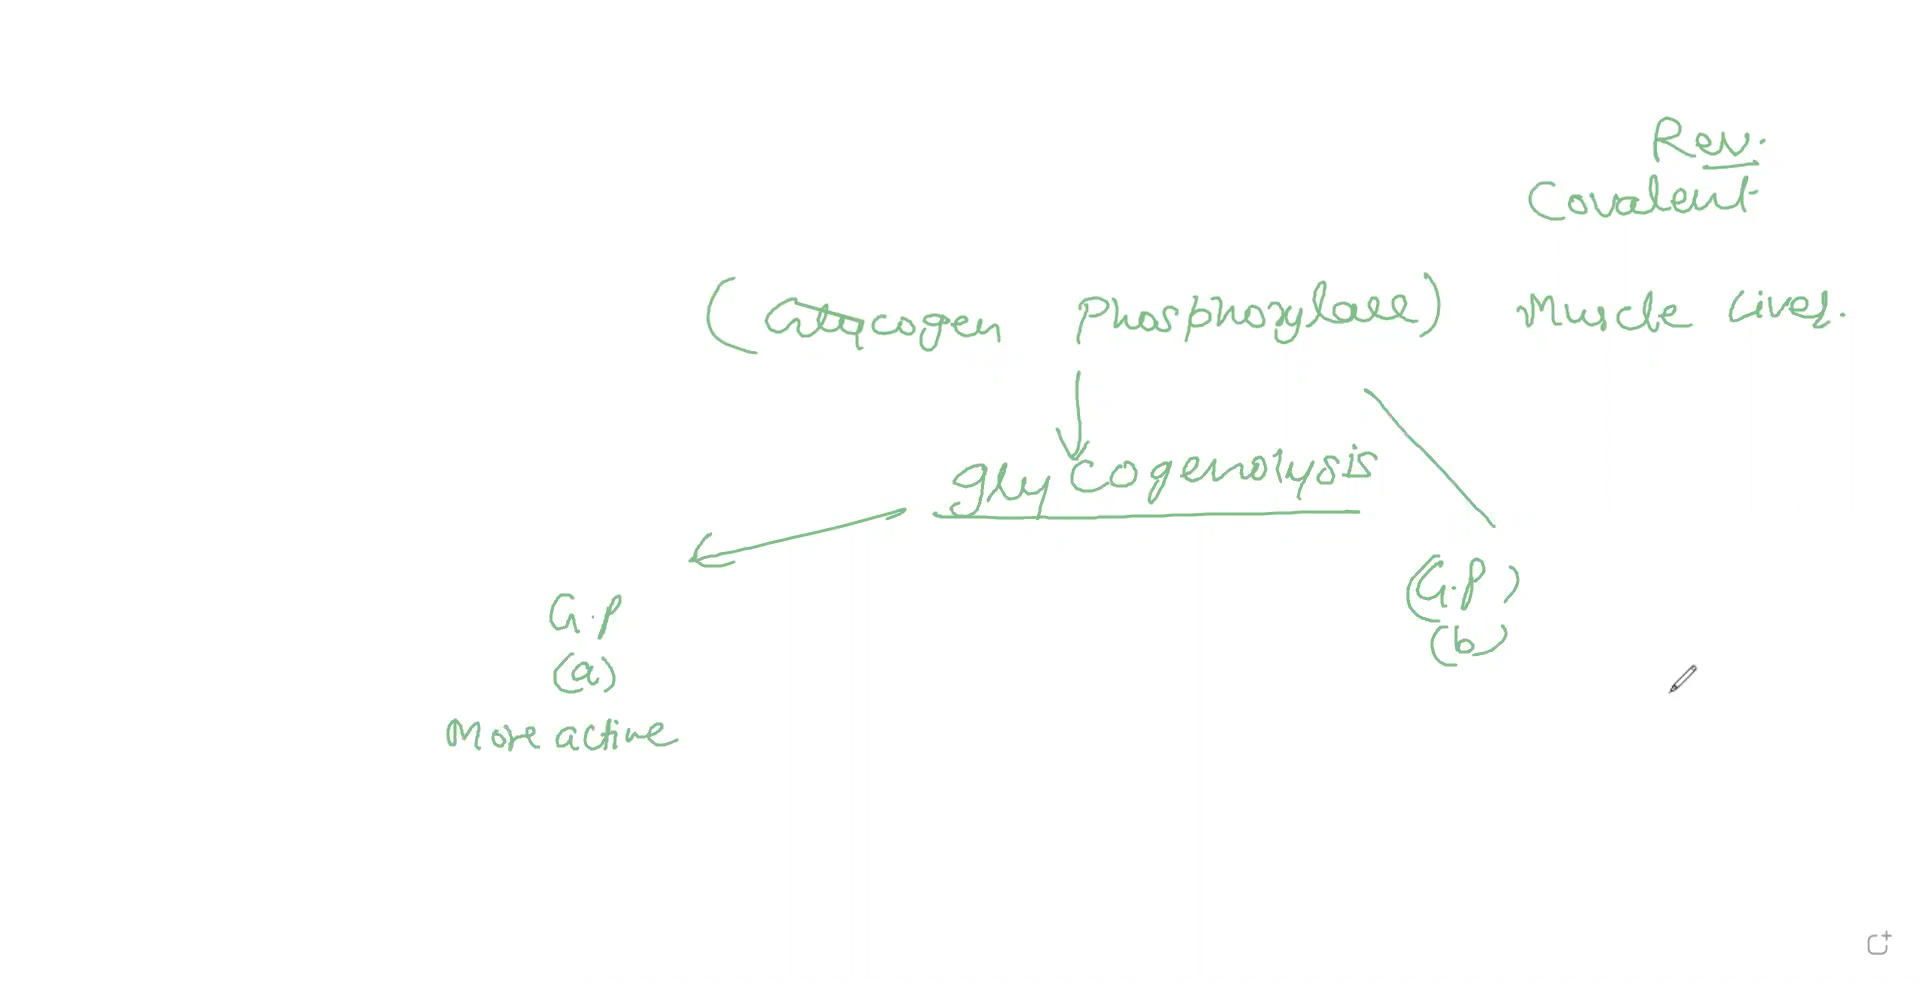 Rev.
Covalent
(Glycogen Phosphorylase) Muscle Liver.
glycogenolysis
G.P
(a)
More active
(G.P)
(b)